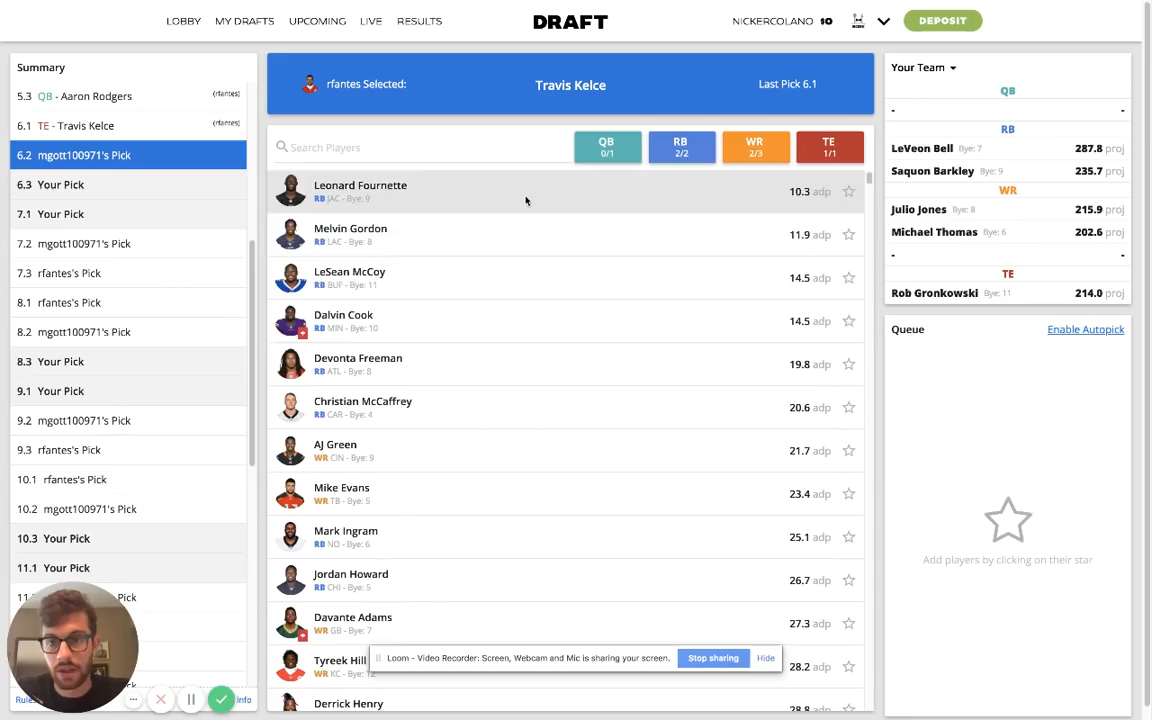 LOBBY MY DRAFTS UPCOMING LIVE RESULTS DRAFT NICKERCOLANO $0 DEPOSIT
Summary
5.3 QB - Aaron Rodgers (rfantes)
6.1 TE - Travis Kelce (rfantes)
6.2 mgott100971's Pick
6.3 Your Pick
7.1 Your Pick
7.2 mgott100971's Pick
7.3 rfantes's Pick
8.1 rfantes's Pick
8.2 mgott100971's Pick
8.3 Your Pick
9.1 Your Pick
9.2 mgott100971's Pick
9.3 rfantes's Pick
10.1 rfantes's Pick
10.2 mgott100971's Pick
10.3 Your Pick
11.1 Your Pick
Pick
Rules
Info
rfantes Selected: Travis Kelce Last Pick 6.1
Search Players
QB
0/1
RB
2/2
WR
2/3
TE
1/1
Leonard Fournette
RB JAC - Bye: 9
10.3 adp
Melvin Gordon
RB LAC - Bye: 8
11.9 adp
LeSean McCoy
RB BUF - Bye: 11
14.5 adp
Dalvin Cook
RB MIN - Bye: 10
14.5 adp
Devonta Freeman
RB ATL - Bye: 8
19.8 adp
Christian McCaffrey
RB CAR - Bye: 4
20.6 adp
AJ Green
WR CIN - Bye: 9
21.7 adp
Mike Evans
WR TB - Bye: 5
23.4 adp
Mark Ingram
RB NO - Bye: 6
25.1 adp
Jordan Howard
RB CHI - Bye: 5
26.7 adp
Davante Adams
WR GB - Bye: 7
27.3 adp
Tyreek Hill
WR KC - Bye: 12
28.2 adp
Derrick Henry
28.8 adp
Loom - Video Recorder: Screen, Webcam and Mic is sharing your screen. Stop sharing Hide
Your Team
QB
- -
RB
LeVeon Bell Bye: 7 287.8 proj
Saquon Barkley Bye: 9 235.7 proj
WR
Julio Jones Bye: 8 215.9 proj
Michael Thomas Bye: 6 202.6 proj
- -
TE
Rob Gronkowski Bye: 11 214.0 proj
Queue Enable Autopick
Add players by clicking on their star